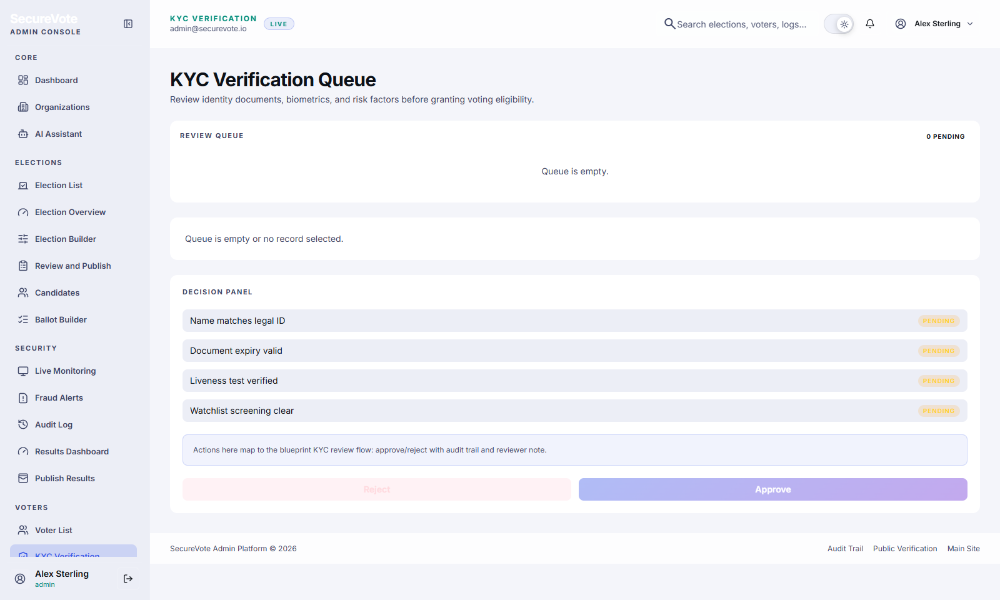 SecureVote
ADMIN CONSOLE
CORE
Dashboard
Organizations
AI Assistant
ELECTIONS
Election List
Election Overview
Election Builder
Review and Publish
Candidates
Ballot Builder
SECURITY
Live Monitoring
Fraud Alerts
Audit Log
Results Dashboard
Publish Results
VOTERS
Voter List
KYC Verification
Alex Sterling
admin
KYC VERIFICATION
admin@securevote.io
LIVE
Search elections, voters, logs...
Alex Sterling
KYC Verification Queue
Review identity documents, biometrics, and risk factors before granting voting eligibility.
REVIEW QUEUE
0 PENDING
Queue is empty.
Queue is empty or no record selected.
DECISION PANEL
Name matches legal ID
PENDING
Document expiry valid
PENDING
Liveness test verified
PENDING
Watchlist screening clear
PENDING
Actions here map to the blueprint KYC review flow: approve/reject with audit trail and reviewer note.
Reject
Approve
SecureVote Admin Platform © 2026
Audit Trail
Public Verification
Main Site